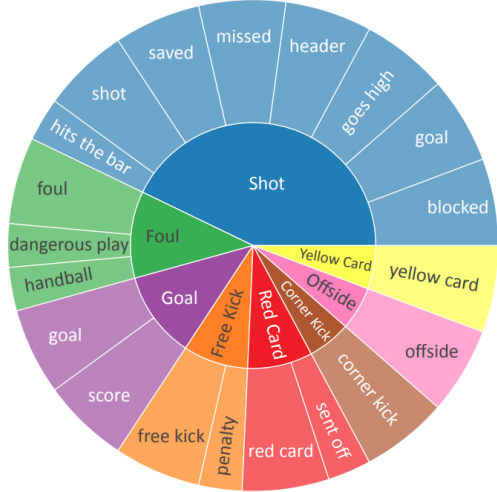 missed
saved
header
shot
goes high
hits the bar
goal
Shot
foul
blocked
Foul
dangerous play
Yellow Card
yellow card
handball
Offside
Goal
Corner Kick
Free Kick
Red Card
goal
offside
score
corner kick
free kick
penalty
red card
sent off